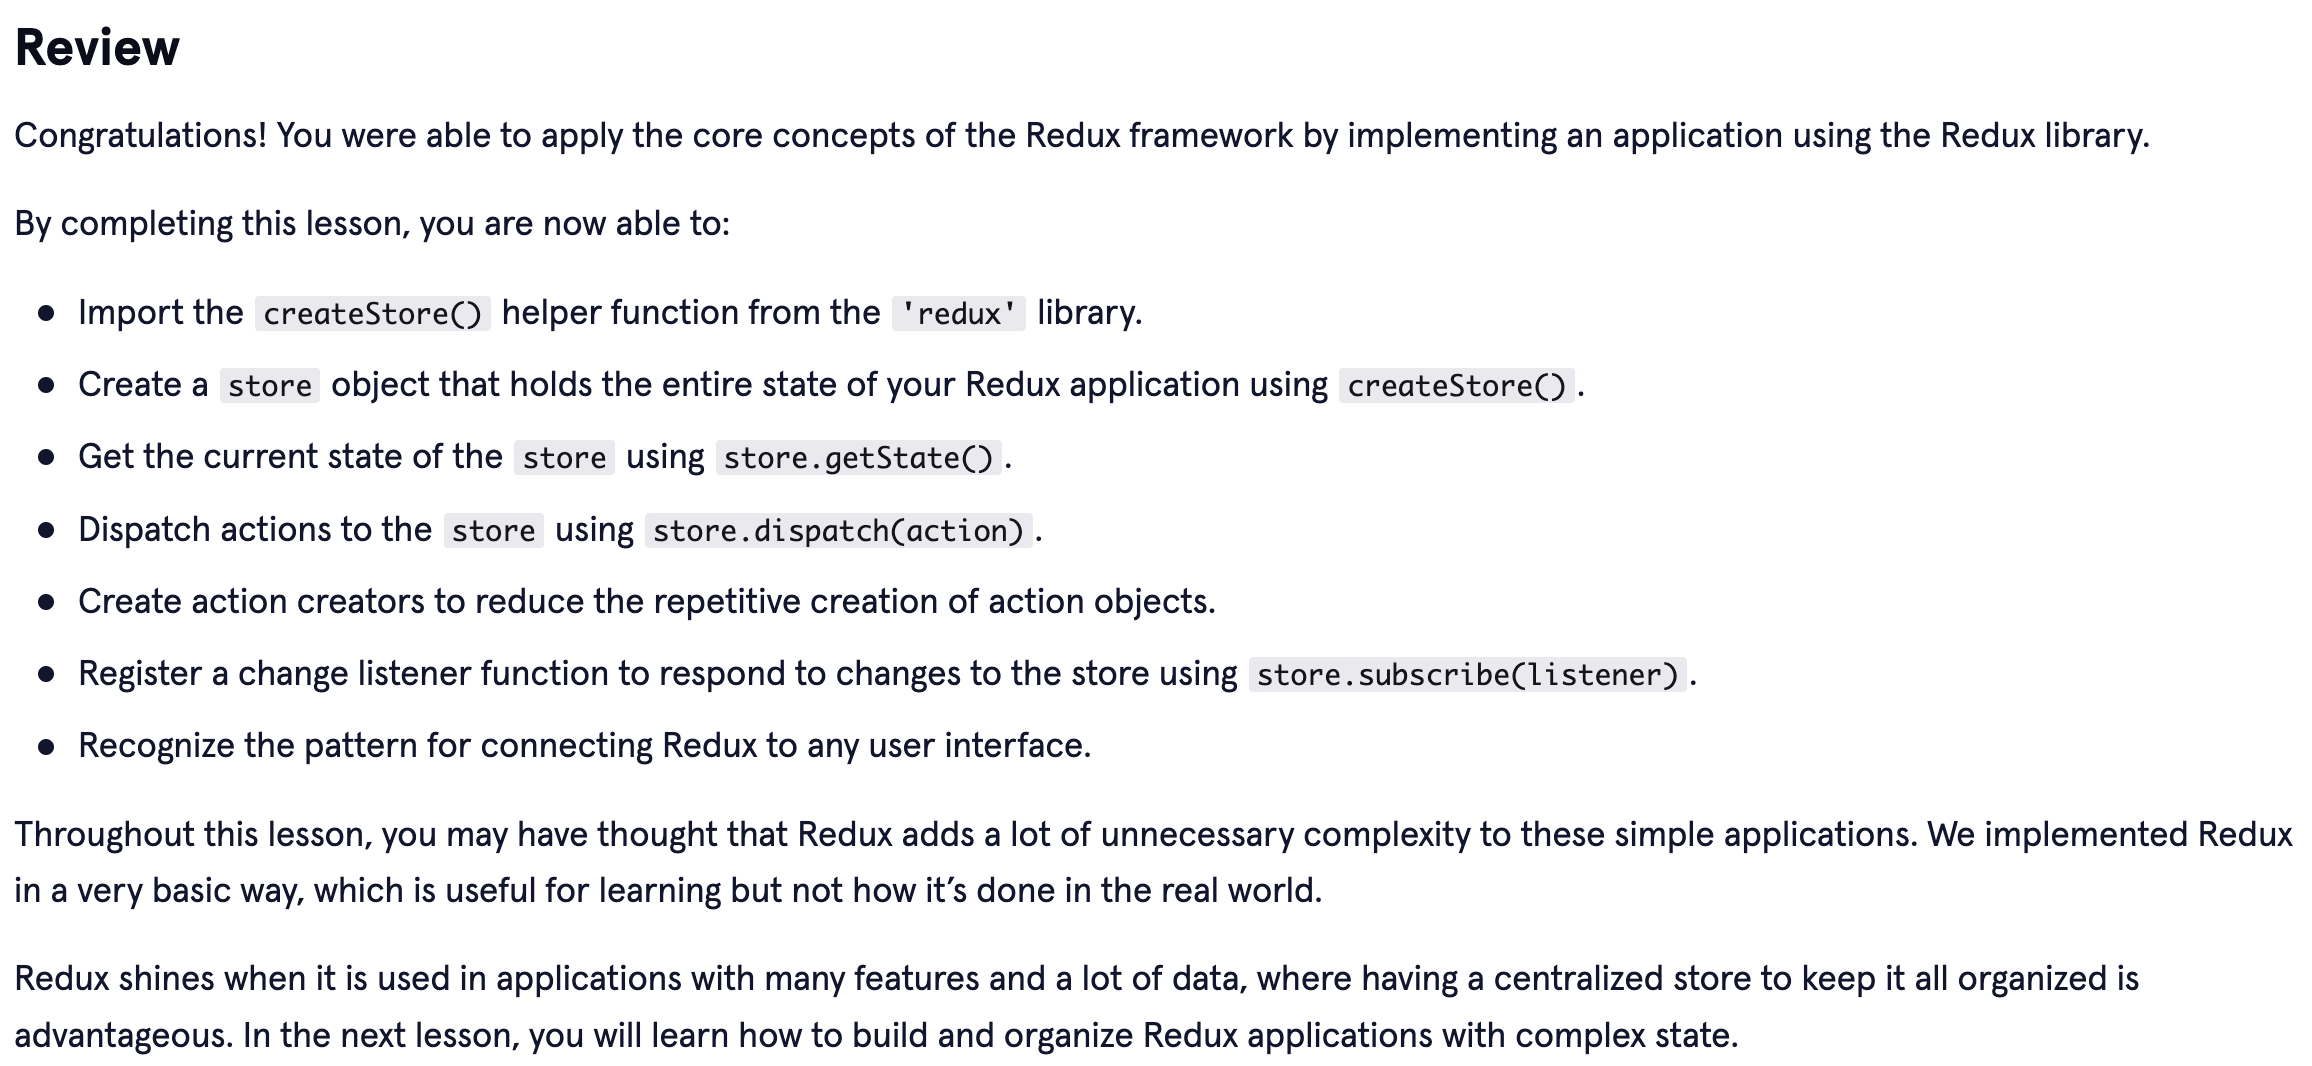 Review
Congratulations! You were able to apply the core concepts of the Redux framework by implementing an application using the Redux library.
By completing this lesson, you are now able to:
• Import the createStore() helper function from the 'redux' library.
• Create a store object that holds the entire state of your Redux application using createStore().
• Get the current state of the store using store.getState().
• Dispatch actions to the store using store.dispatch(action).
• Create action creators to reduce the repetitive creation of action objects.
• Register a change listener function to respond to changes to the store using store.subscribe(listener).
• Recognize the pattern for connecting Redux to any user interface.
Throughout this lesson, you may have thought that Redux adds a lot of unnecessary complexity to these simple applications. We implemented Redux
in a very basic way, which is useful for learning but not how it’s done in the real world.
Redux shines when it is used in applications with many features and a lot of data, where having a centralized store to keep it all organized is
advantageous. In the next lesson, you will learn how to build and organize Redux applications with complex state.